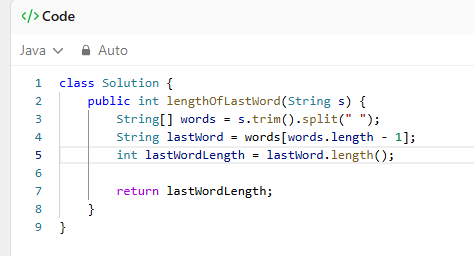 </> Code
Java Auto
1 class Solution {
2     public int lengthOfLastWord(String s) {
3         String[] words = s.trim().split(" ");
4         String lastWord = words[words.length - 1];
5         int lastWordLength = lastWord.length();
6
7         return lastWordLength;
8     }
9 }